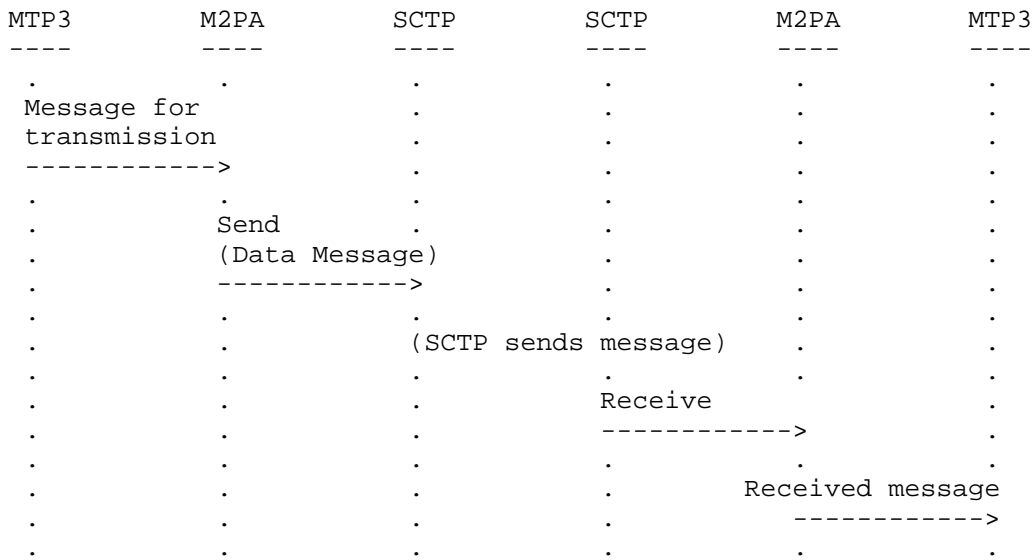 MTP3        M2PA        SCTP        SCTP        M2PA        MTP3
----        ----        ----        ----        ----        ----
 .           .           .           .           .           .
 Message for             .           .           .           .
 transmission            .           .           .           .
 ------------>           .           .           .           .
 .           .           .           .           .           .
 .           Send        .           .           .           .
 .           (Data Message)          .           .           .
 .           ------------>           .           .           .
 .           .           .           .           .           .
 .           .           (SCTP sends message)    .           .
 .           .           .           .           .           .
 .           .           .           Receive                 .
 .           .           .           ------------>           .
 .           .           .           .           .           .
 .           .           .           .        Received message
 .           .           .           .           ------------>
 .           .           .           .           .           .